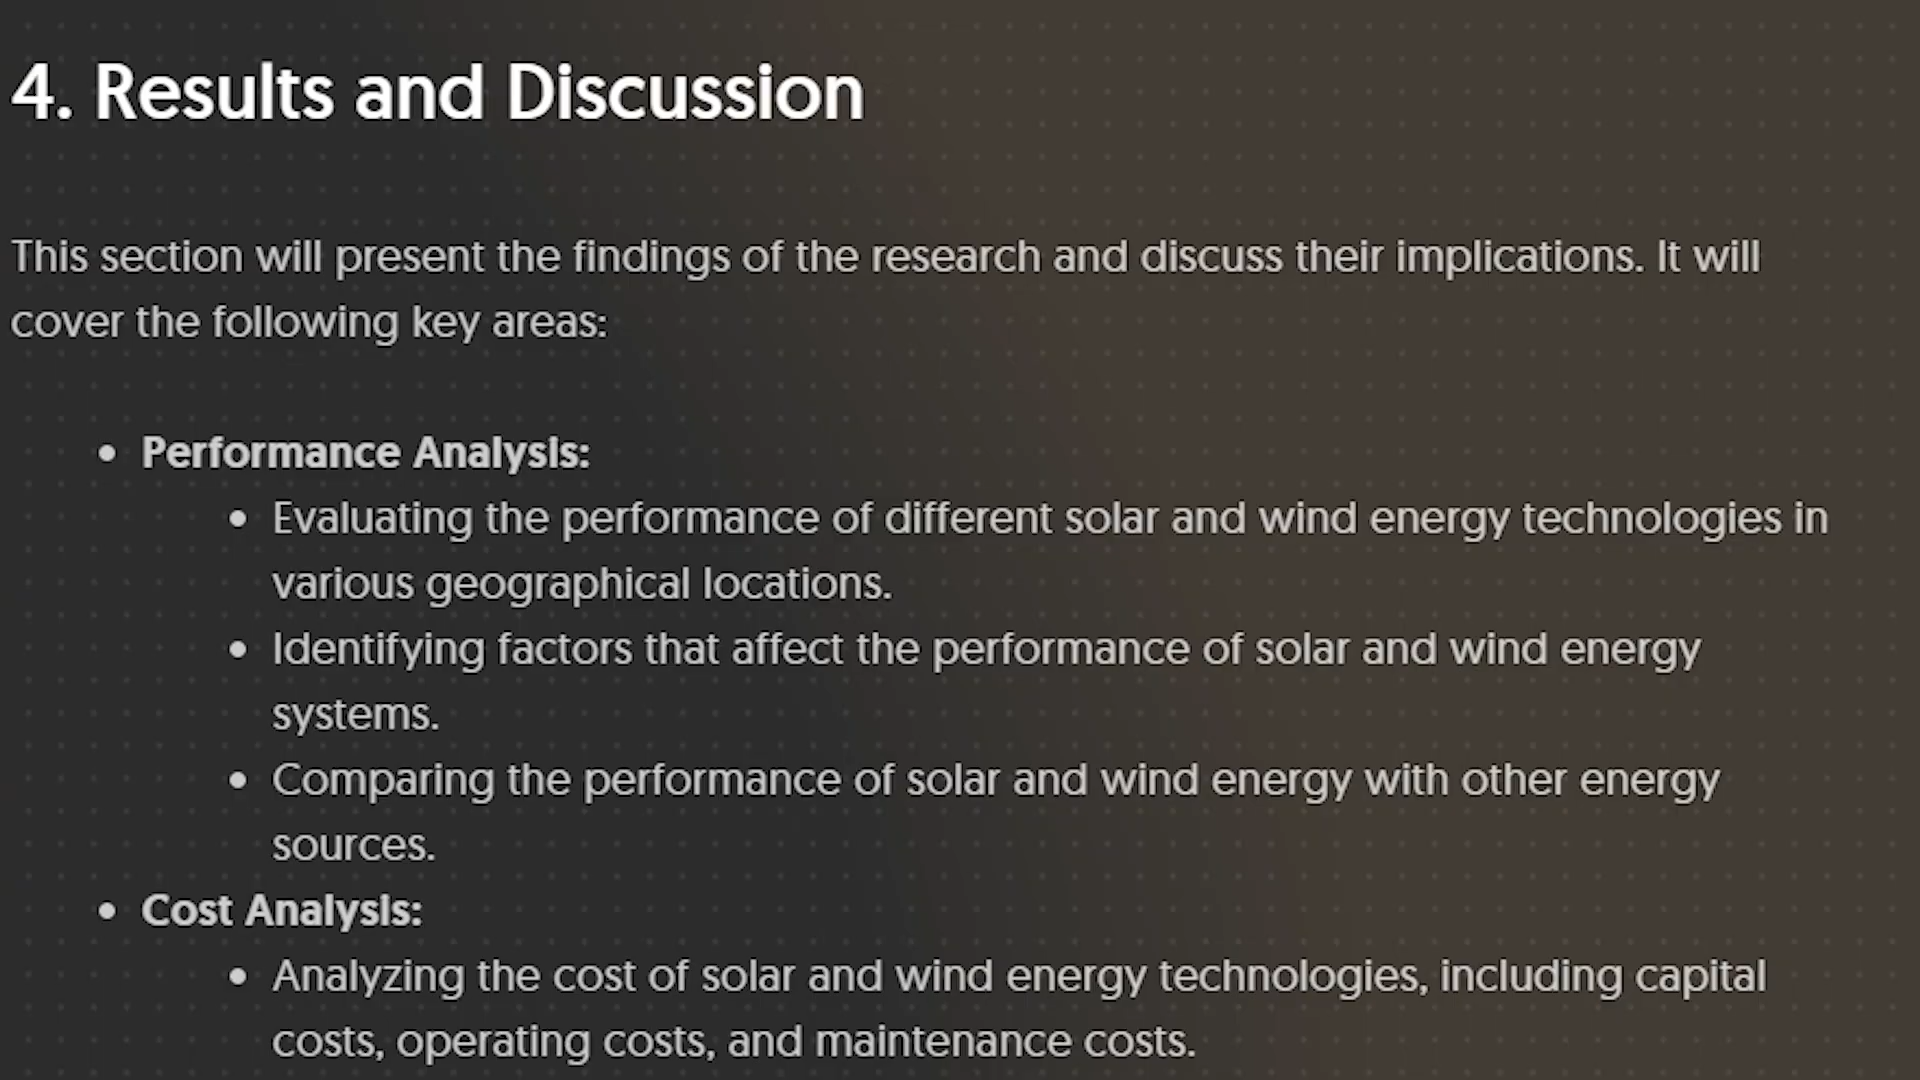 4. Results and Discussion
This section will present the findings of the research and discuss their implications. It will
cover the following key areas:
• Performance Analysis:
• Evaluating the performance of different solar and wind energy technologies in
various geographical locations.
• Identifying factors that affect the performance of solar and wind energy
systems.
• Comparing the performance of solar and wind energy with other energy
sources.
• Cost Analysis:
• Analyzing the cost of solar and wind energy technologies, including capital
costs, operating costs, and maintenance costs.